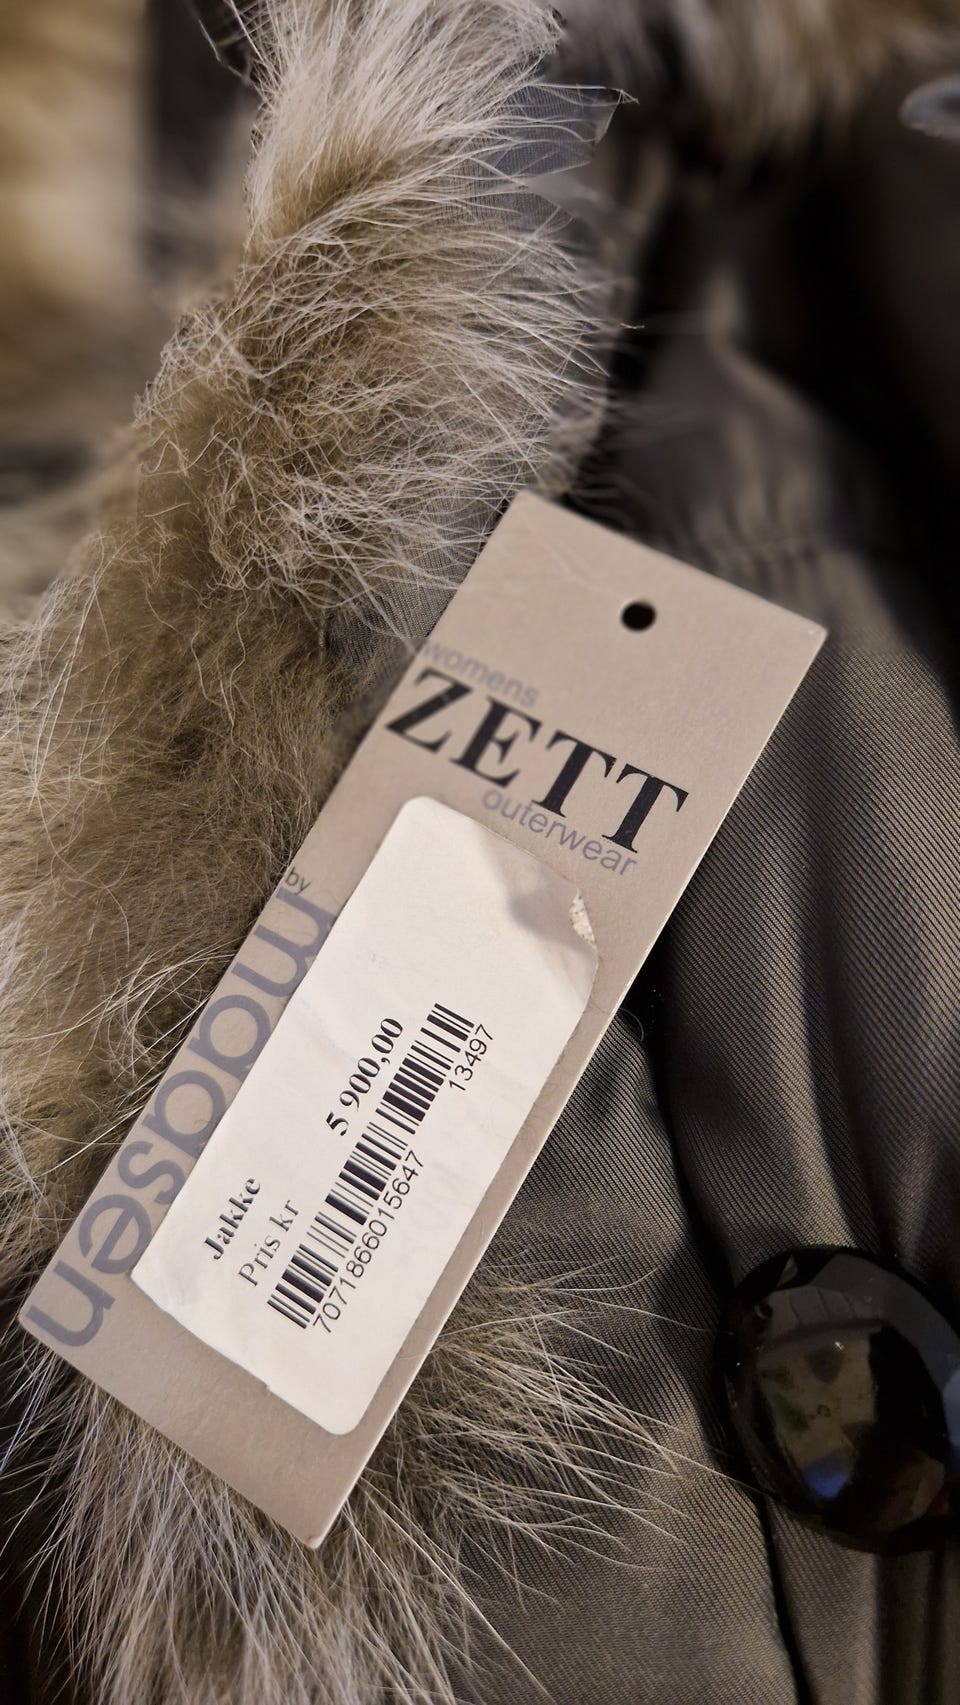 womens
ZETT
outerwear
by
madsen
Jakke
Pris kr 5 900,00
7071866015647 13497